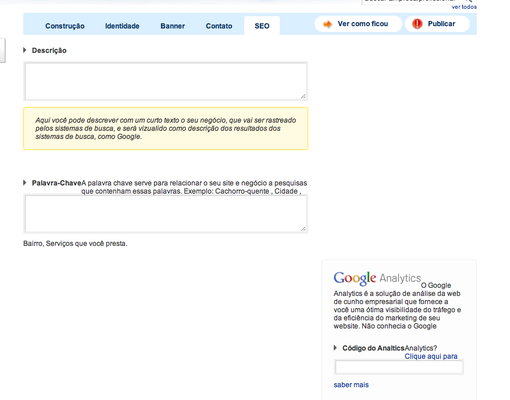 ver todos
Construção Identidade Banner Contato SEO Ver como ficou Publicar
Descrição
Aqui você pode descrever com um curto texto o seu negócio, que vai ser rastreado
pelos sistemas de busca, e será vizualido como descrição dos resultados dos
sistemas de busca, como Google.
Palavra-ChaveA palavra chave serve para relacionar o seu site e negócio a pesquisas
que contenham essas palavras. Exemplo: Cachorro-quente , Cidade ,
Bairro, Serviços que você presta.
Google Analytics O Google
Analytics é a solução de análise da web
de cunho empresarial que fornece a
você uma ótima visibilidade do tráfego e
da eficiência do marketing de seu
website. Não conhecia o Google
Código do AnalticsAnalytics?
Clique aqui para
saber mais